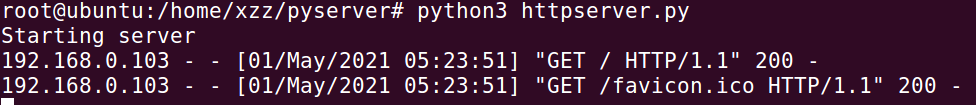 root@ubuntu:/home/xzz/pyserver# python3 httpserver.py
Starting server
192.168.0.103 - - [01/May/2021 05:23:51] "GET / HTTP/1.1" 200 -
192.168.0.103 - - [01/May/2021 05:23:51] "GET /favicon.ico HTTP/1.1" 200 -